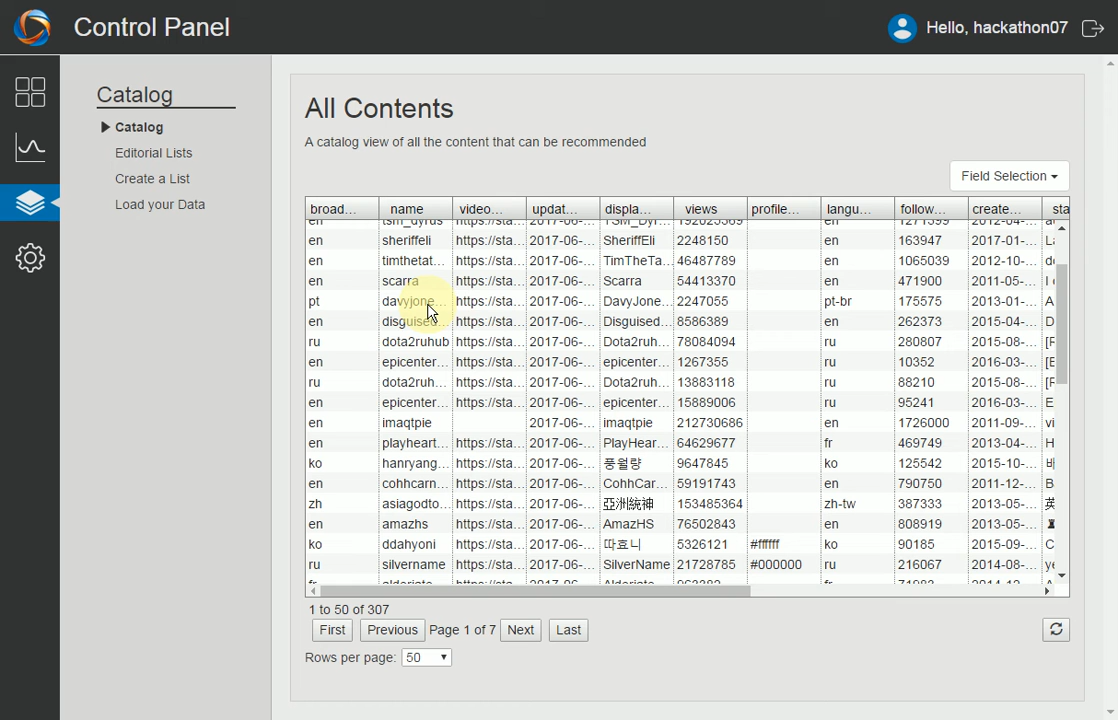 Control Panel
Hello, hackathon07
Catalog
Catalog
Editorial Lists
Create a List
Load your Data
All Contents
A catalog view of all the content that can be recommended
Field Selection
broad... name video... updat... displa... views profile... langu... follow... create... sta
en sheriffeli https://sta... 2017-06-... SheriffEli 2248150 en 163947 2017-01-...
en timthetat... https://sta... 2017-06-... TimTheTa... 46487789 en 1065039 2012-10-...
en scarra https://sta... 2017-06-... Scarra 54413370 en 471900 2011-05-...
pt davyjone... https://sta... 2017-06-... DavyJone... 2247055 pt-br 175575 2013-01-... A
en disguised... https://sta... 2017-06-... Disguised... 8586389 en 262373 2015-04-... D
ru dota2ruhub https://sta... 2017-06-... Dota2ruh... 78084094 ru 280807 2015-08-...
en epicenter... https://sta... 2017-06-... epicenter... 1267355 ru 10352 2016-03-...
ru dota2ruh... https://sta... 2017-06-... Dota2ruh... 13883118 ru 88210 2015-08-...
en epicenter... https://sta... 2017-06-... epicenter... 15889006 ru 95241 2016-03-... E
en imaqtpie 2017-06-... imaqtpie 212730686 en 1726000 2011-09-... vi
en playheart... https://sta... 2017-06-... PlayHear... 64629677 fr 469749 2013-04-... H
ko hanryang... https://sta... 2017-06-... 풍월량 9647845 ko 125542 2015-10-...
en cohhcarn... https://sta... 2017-06-... CohhCar... 59191743 en 790750 2011-12-... B
zh asiagodto... https://sta... 2017-06-... 亞洲統神 153485364 zh-tw 387333 2013-05-... 英
en amazhs https://sta... 2017-06-... AmazHS 76502843 en 808919 2013-05-...
ko ddahyoni https://sta... 2017-06-... 따효니 5326121 #ffffff ko 90185 2015-09-... C
ru silvername https://sta... 2017-06-... SilverName 21728785 #000000 ru 216067 2014-08-... ye
1 to 50 of 307
First Previous Page 1 of 7 Next Last
Rows per page: 50